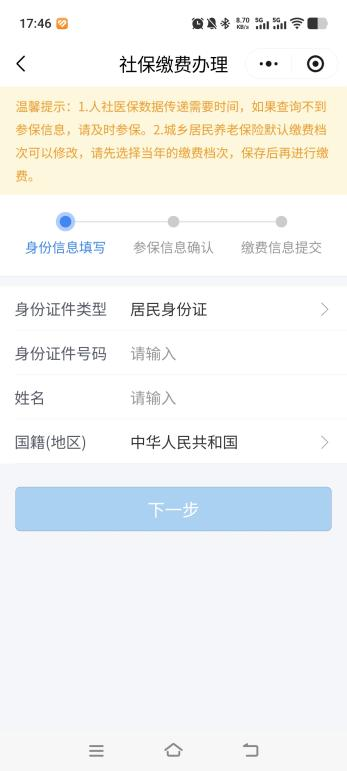 17:46
8.70 KB/s 5G 5G
社保缴费办理
温馨提示：1.人社医保数据传递需要时间，如果查询不到
参保信息，请及时参保。2.城乡居民养老保险默认缴费档
次可以修改，请先选择当年的缴费档次，保存后再进行缴
费。
身份信息填写 参保信息确认 缴费信息提交
身份证件类型 居民身份证
身份证件号码 请输入
姓名 请输入
国籍(地区) 中华人民共和国
下一步